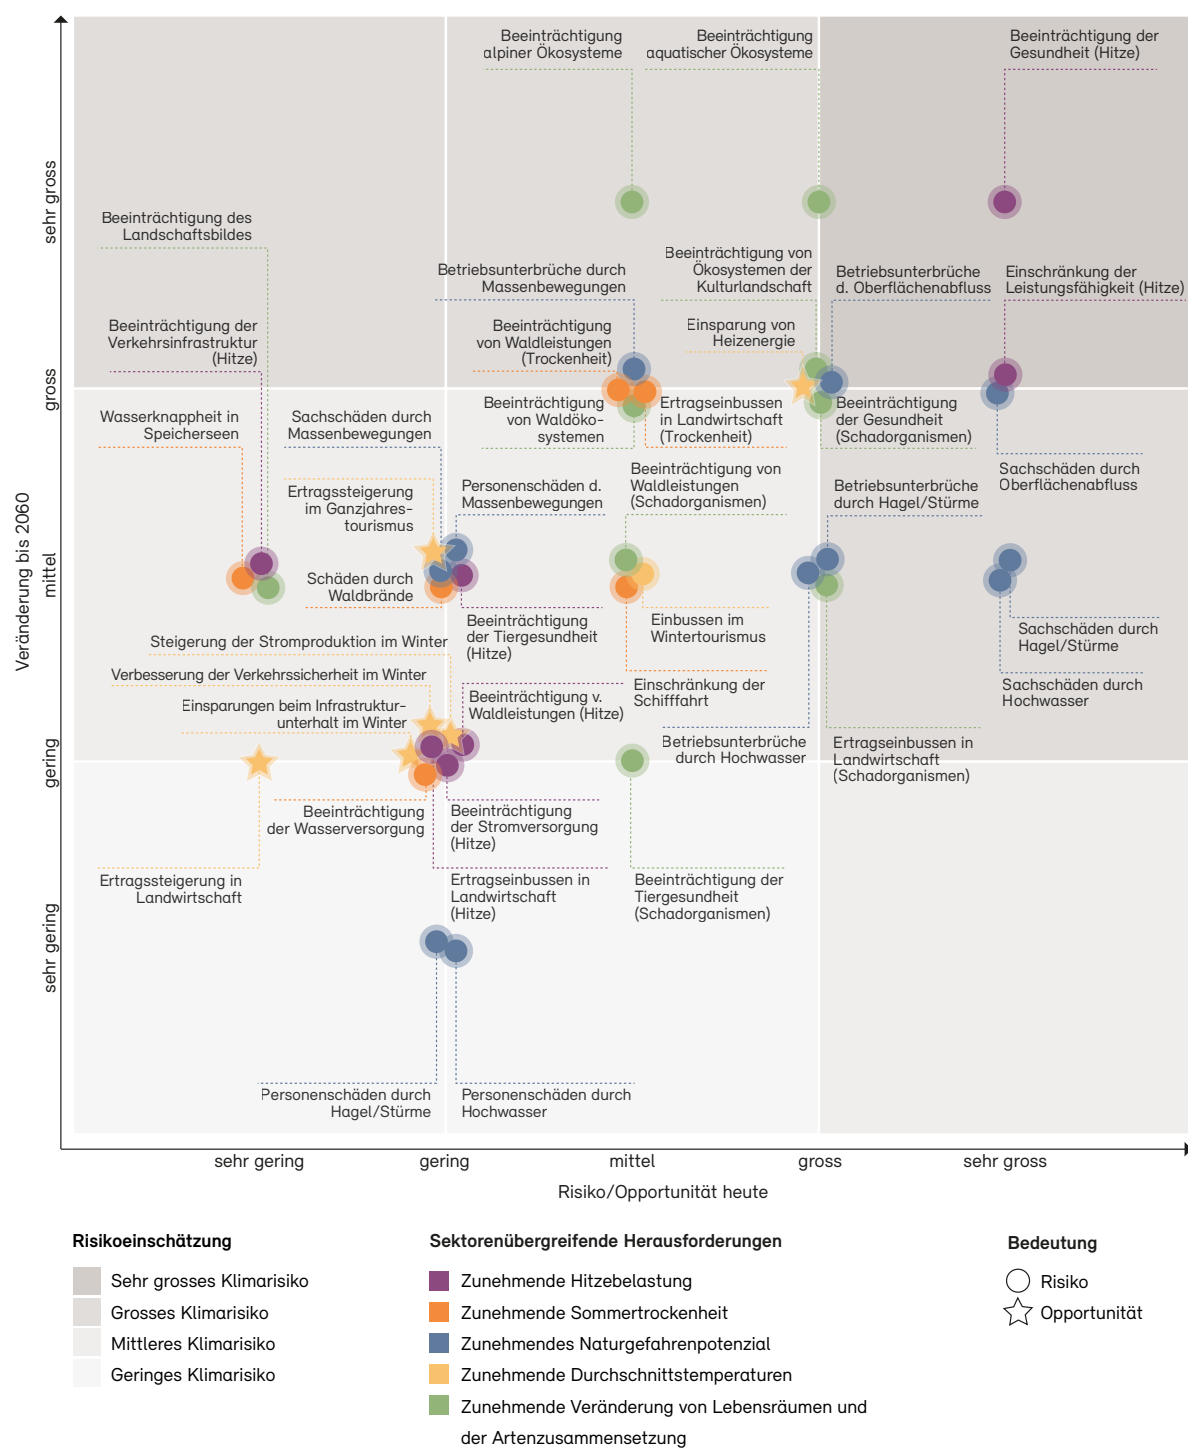 Beeinträchtigung
alpiner Ökosysteme
Beeinträchtigung
aquatischer Ökosysteme
Beeinträchtigung der
Gesundheit (Hitze)
Beeinträchtigung des
Landschaftsbildes
Betriebsunterbrüche durch
Massenbewegungen
Beeinträchtigung von
Ökosystemen der
Kulturlandschaft
Betriebsunterbrüche
d. Oberflächenabfluss
Einschränkung der
Leistungsfähigkeit (Hitze)
Beeinträchtigung der
Verkehrsinfrastruktur
(Hitze)
Beeinträchtigung
von Waldleistungen
(Trockenheit)
Einsparung von
Heizenergie
Wasserknappheit in
Speicherseen
Sachschäden durch
Massenbewegungen
Beeinträchtigung
von Waldöko-
systemen
Ertragseinbussen
in Landwirtschaft
(Trockenheit)
Beeinträchtigung
der Gesundheit
(Schadorganismen)
Sachschäden durch
Oberflächenabfluss
Ertragssteigerung
im Ganzjahres-
tourismus
Personenschäden d.
Massenbewegungen
Beeinträchtigung von
Waldleistungen
(Schadorganismen)
Betriebsunterbrüche
durch Hagel/Stürme
Schäden durch
Waldbrände
Beeinträchtigung
der Tiergesundheit
(Hitze)
Einbussen im
Wintertourismus
Sachschäden durch
Hagel/Stürme
Steigerung der Stromproduktion im Winter
Verbesserung der Verkehrssicherheit im Winter
Einsparungen beim Infrastruktur-
unterhalt im Winter
Beeinträchtigung v.
Waldleistungen (Hitze)
Einschränkung der
Schifffahrt
Sachschäden durch
Hochwasser
Betriebsunterbrüche
durch Hochwasser
Ertragseinbussen in
Landwirtschaft
(Schadorganismen)
Beeinträchtigung
der Wasserversorgung
Beeinträchtigung
der Stromversorgung
(Hitze)
Ertragssteigerung in
Landwirtschaft
Ertragseinbussen in
Landwirtschaft
(Hitze)
Beeinträchtigung der
Tiergesundheit
(Schadorganismen)
Personenschäden durch
Hagel/Stürme
Personenschäden durch
Hochwasser
Veränderung bis 2060
sehr gross
gross
mittel
gering
sehr gering
sehr gering
gering
mittel
gross
sehr gross
Risiko/Opportunität heute
Risikoeinschätzung
Sehr grosses Klimarisiko
Grosses Klimarisiko
Mittleres Klimarisiko
Geringes Klimarisiko
Sektorenübergreifende Herausforderungen
Zunehmende Hitzebelastung
Zunehmende Sommertrockenheit
Zunehmendes Naturgefahrenpotenzial
Zunehmende Durchschnittstemperaturen
Zunehmende Veränderung von Lebensräumen und
der Artenzusammensetzung
Bedeutung
Risiko
Opportunität